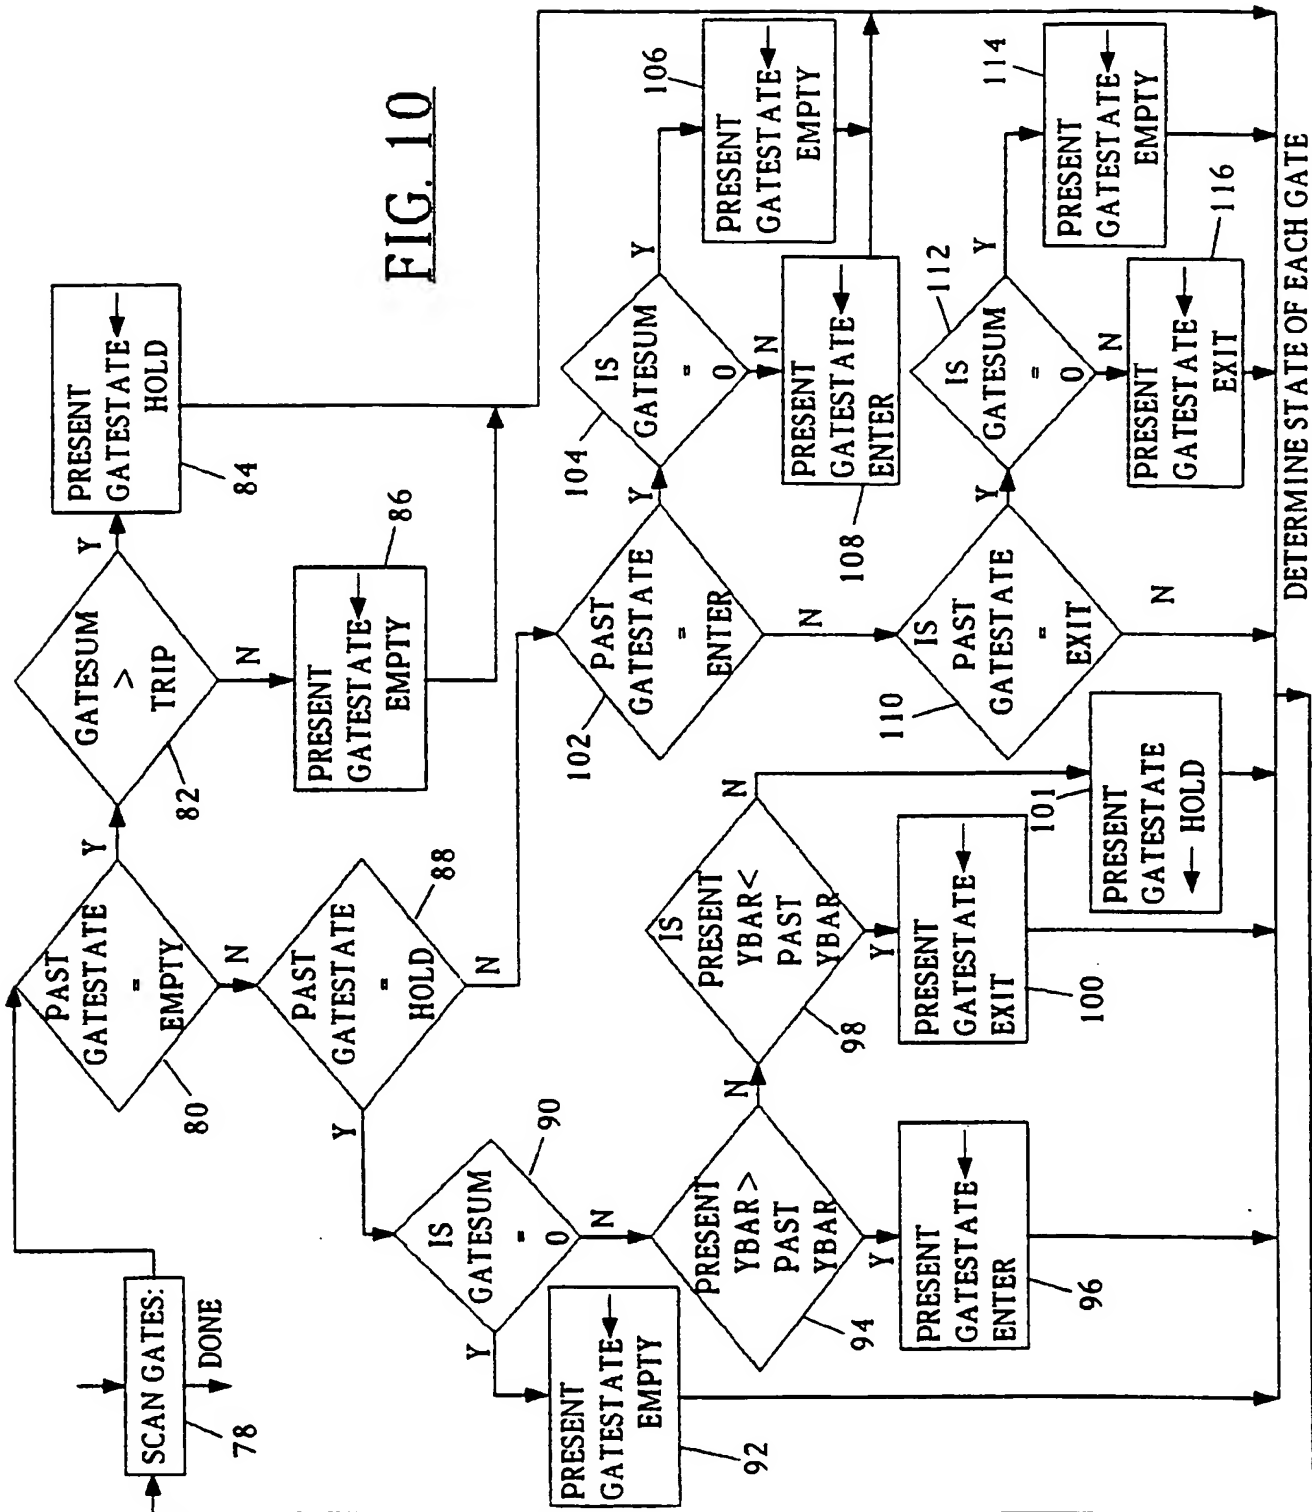 FIG. 10
SCAN GATES:
78
DONE
PAST
GATESTATE
=
EMPTY
80
Y
N
GATESUM
>
TRIP
82
Y
N
PRESENT
GATESTATE←
HOLD
84
PRESENT
GATESTATE←
EMPTY
86
PAST
GATESTATE
=
HOLD
88
Y
N
IS
GATESUM
=
0
90
Y
N
PRESENT
GATESTATE←
EMPTY
92
PRESENT
YBAR>
PAST
YBAR
94
Y
N
PRESENT
GATESTATE←
ENTER
96
IS
PRESENT
YBAR<
PAST
YBAR
98
Y
N
PRESENT
GATESTATE←
EXIT
100
101
PRESENT
GATESTATE
← HOLD
PAST
GATESTATE
=
ENTER
102
Y
N
IS
GATESUM
=
0
104
Y
N
PRESENT
GATESTATE←
EMPTY
106
PRESENT
GATESTATE←
ENTER
108
IS
PAST
GATESTATE
=
EXIT
110
Y
N
IS
GATESUM
=
0
112
Y
N
PRESENT
GATESTATE←
EMPTY
114
PRESENT
GATESTATE←
EXIT
116
DETERMINE STATE OF EACH GATE